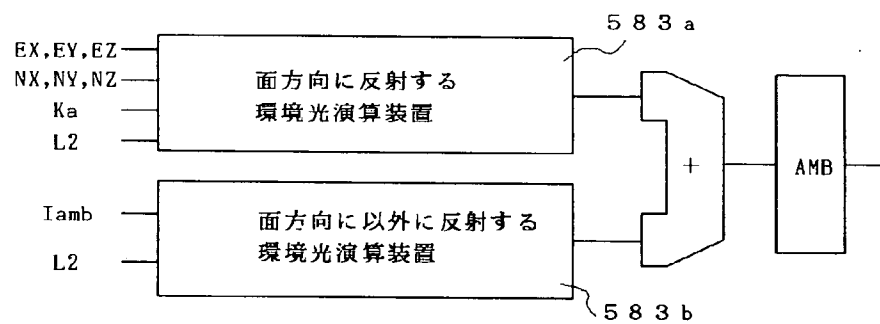 583a
EX,EY,EZ
NX,NY,NZ
Ka
L2
面方向に反射する
環境光演算装置
+
AMB
Iamb
L2
面方向に以外に反射する
環境光演算装置
583b